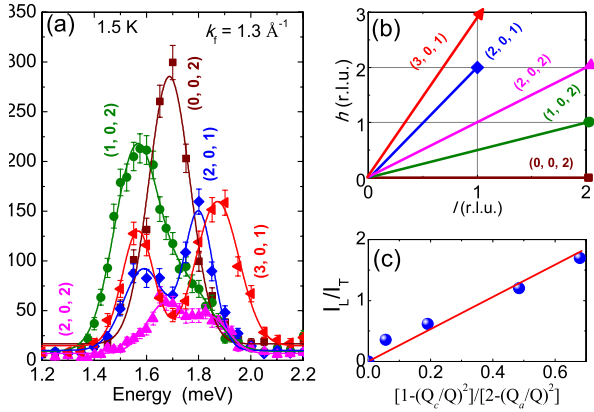 (a)
1.5 K
k_f = 1.3 Å^-1
(0, 0, 2)
(1, 0, 2)
(2, 0, 1)
(3, 0, 1)
(2, 0, 2)
350
300
250
200
150
100
50
0
1.2 1.4 1.6 1.8 2.0 2.2
Energy (meV)
(b)
h (r.l.u.)
3
2
1
0
(3, 0, 1)
(2, 0, 1)
(2, 0, 2)
(1, 0, 2)
(0, 0, 2)
0 1 2
l (r.l.u.)
(c)
I_L/I_T
2
1
0
0.0 0.2 0.4 0.6
[1-(Q_c/Q)^2]/[2-(Q_a/Q)^2]